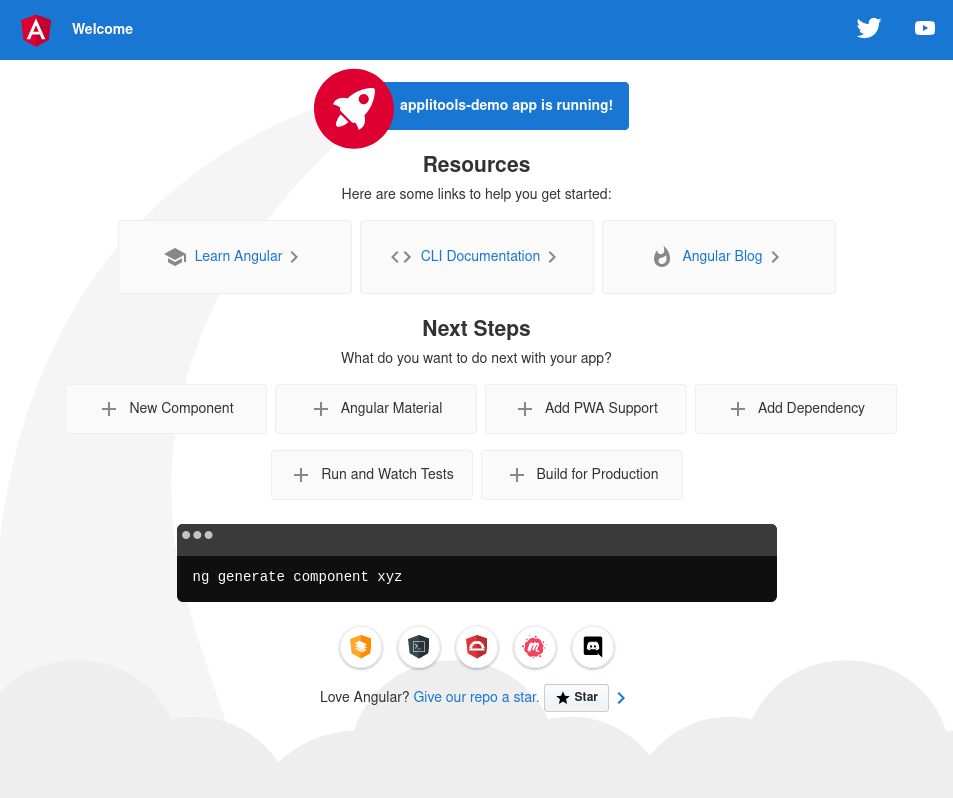 Welcome
applitools-demo app is running!
Resources
Here are some links to help you get started:
Learn Angular
CLI Documentation
Angular Blog
Next Steps
What do you want to do next with your app?
New Component
Angular Material
Add PWA Support
Add Dependency
Run and Watch Tests
Build for Production
ng generate component xyz
Love Angular? Give our repo a star. Star